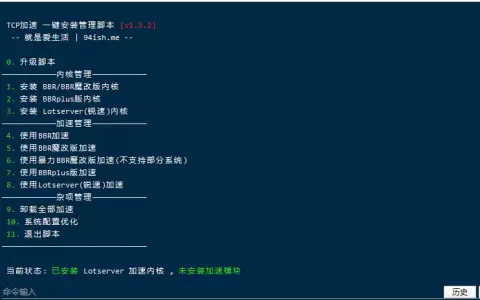 TCP加速 一键安装管理脚本 [v1.3.2]
-- 就是爱生活 | 94ish.me --
0. 升级脚本
内核管理
1. 安装 BBR/BBR魔改版内核
2. 安装 BBRplus版内核
3. 安装 Lotserver(锐速)内核
加速管理
4. 使用BBR加速
5. 使用BBR魔改版加速
6. 使用暴力BBR魔改版加速(不支持部分系统)
7. 使用BBRplus版加速
8. 使用Lotserver(锐速)加速
杂项管理
9. 卸载全部加速
10. 系统配置优化
11. 退出脚本
当前状态: 已安装 Lotserver 加速内核 , 未安装加速模块
命令输入
历史